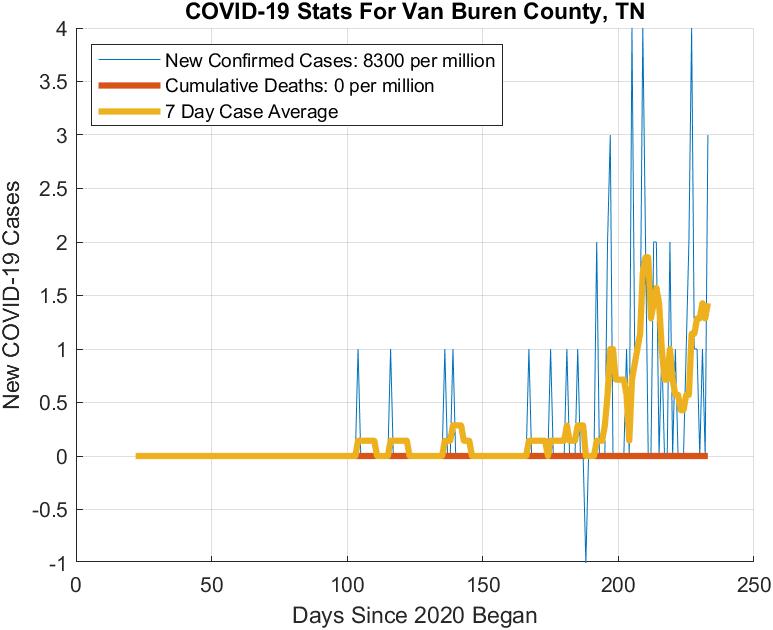 COVID-19 Stats For Van Buren County, TN
New Confirmed Cases: 8300 per million
Cumulative Deaths: 0 per million
7 Day Case Average
New COVID-19 Cases
4
3.5
3
2.5
2
1.5
1
0.5
0
-0.5
-1
0 50 100 150 200 250
Days Since 2020 Began